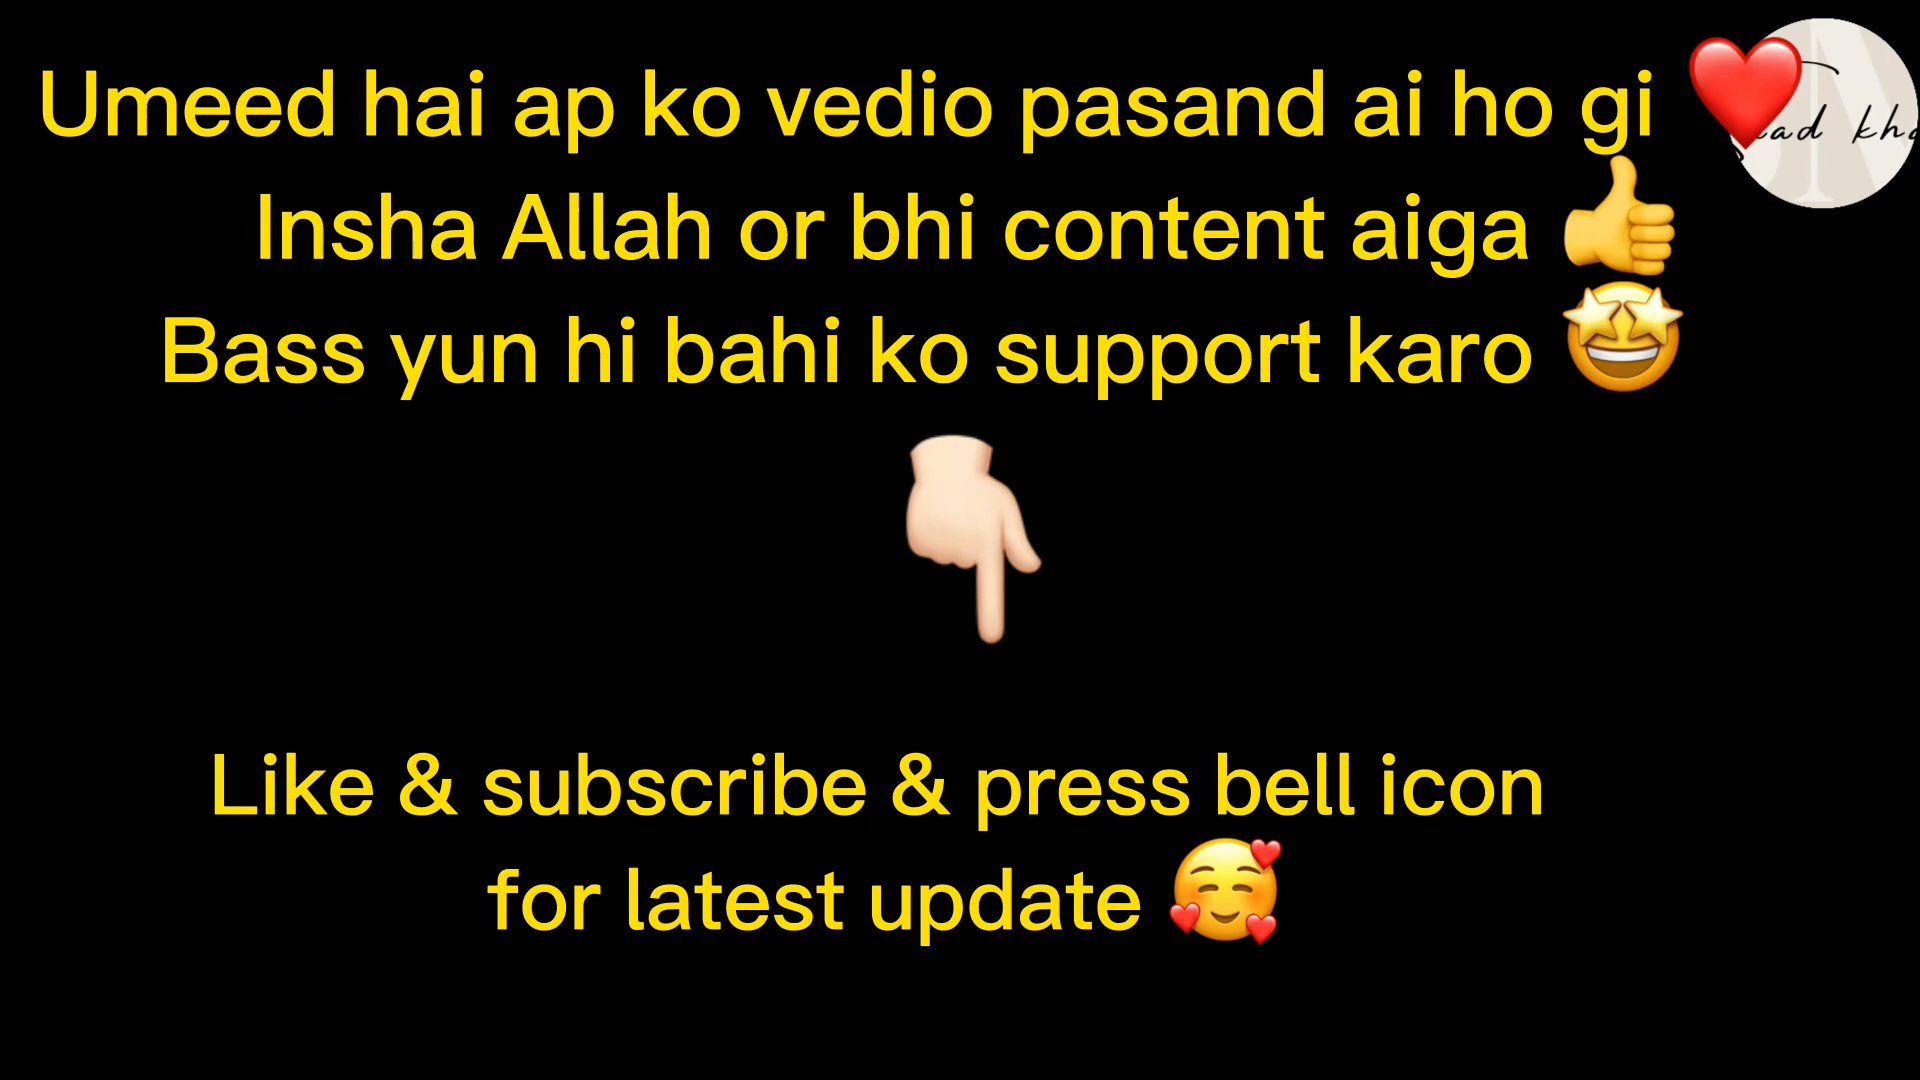 Umeed hai ap ko vedio pasand ai ho gi ❤️
Insha Allah or bhi content aiga 👍
Bass yun hi bahi ko support karo 🤩
👇🏻
Like & subscribe & press bell icon
for latest update 🥰